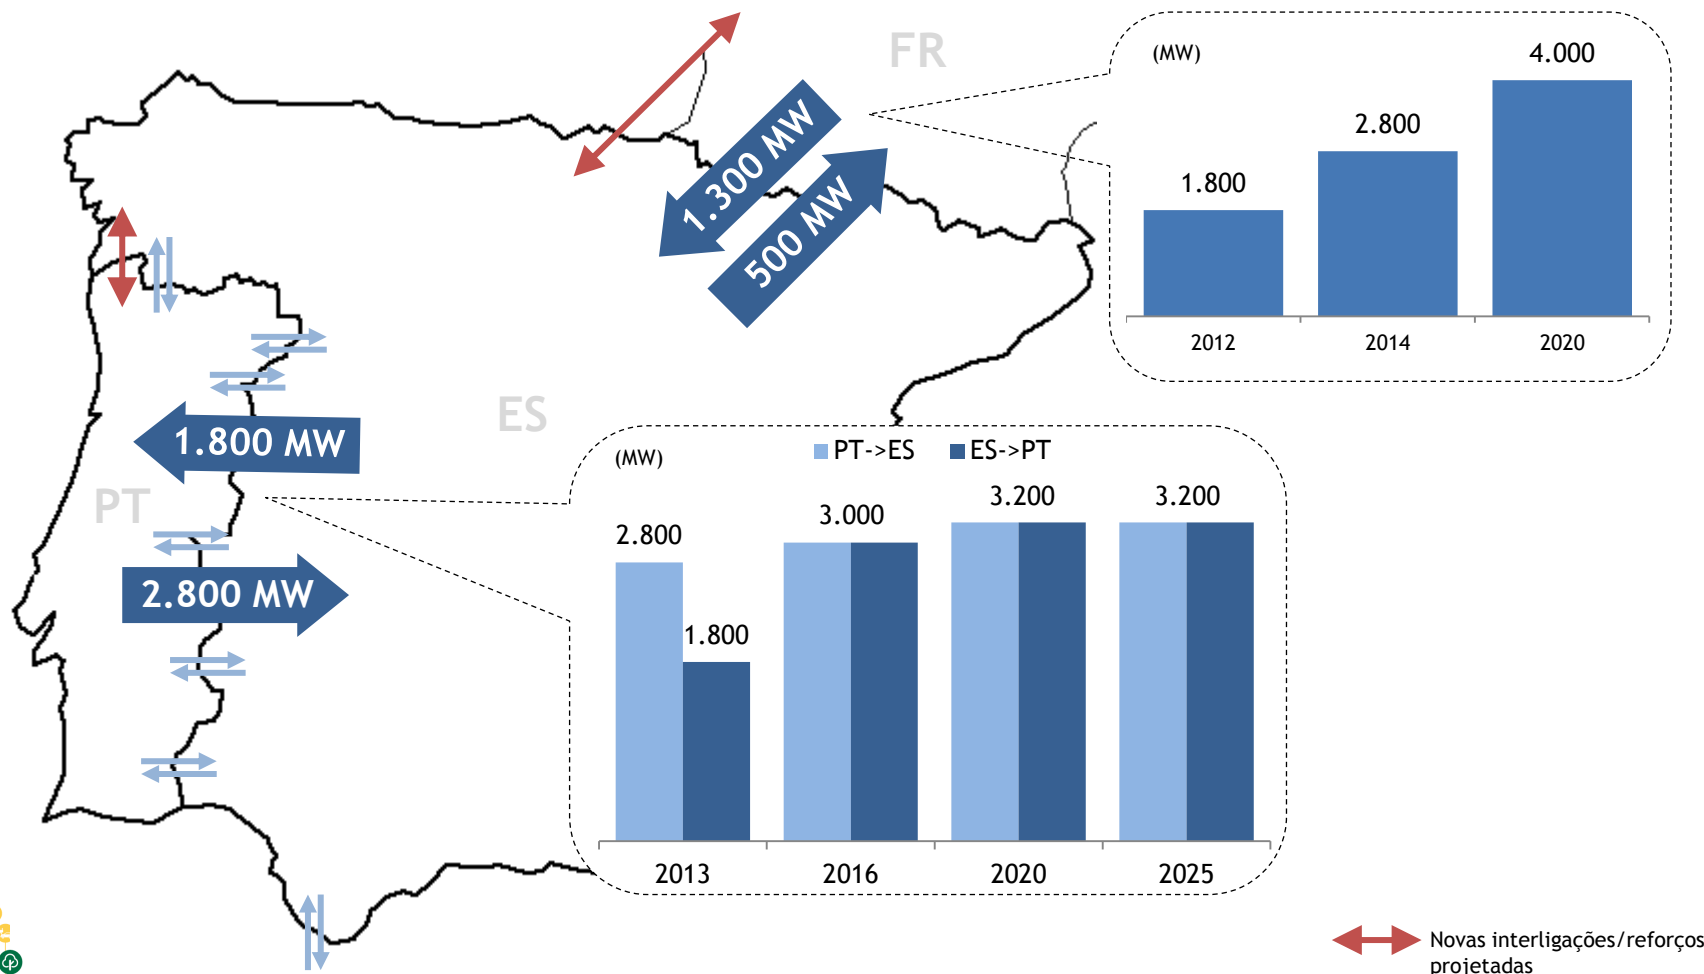 FR
1.300 MW
500 MW
(MW)
4.000
2.800
1.800
2012
2014
2020
ES
1.800 MW
PT
2.800 MW
(MW)
PT->ES
ES->PT
2.800
1.800
3.000
3.200
3.200
2013
2016
2020
2025
Novas interligações/reforços
projetadas